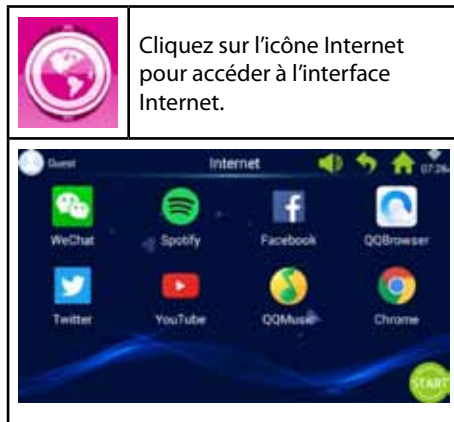 Cliquez sur l'icône Internet
pour accéder à l'interface
Internet.
Guest Internet 07:26
WeChat Spotify Facebook QQBrowser
Twitter YouTube QQMusic Chrome
START